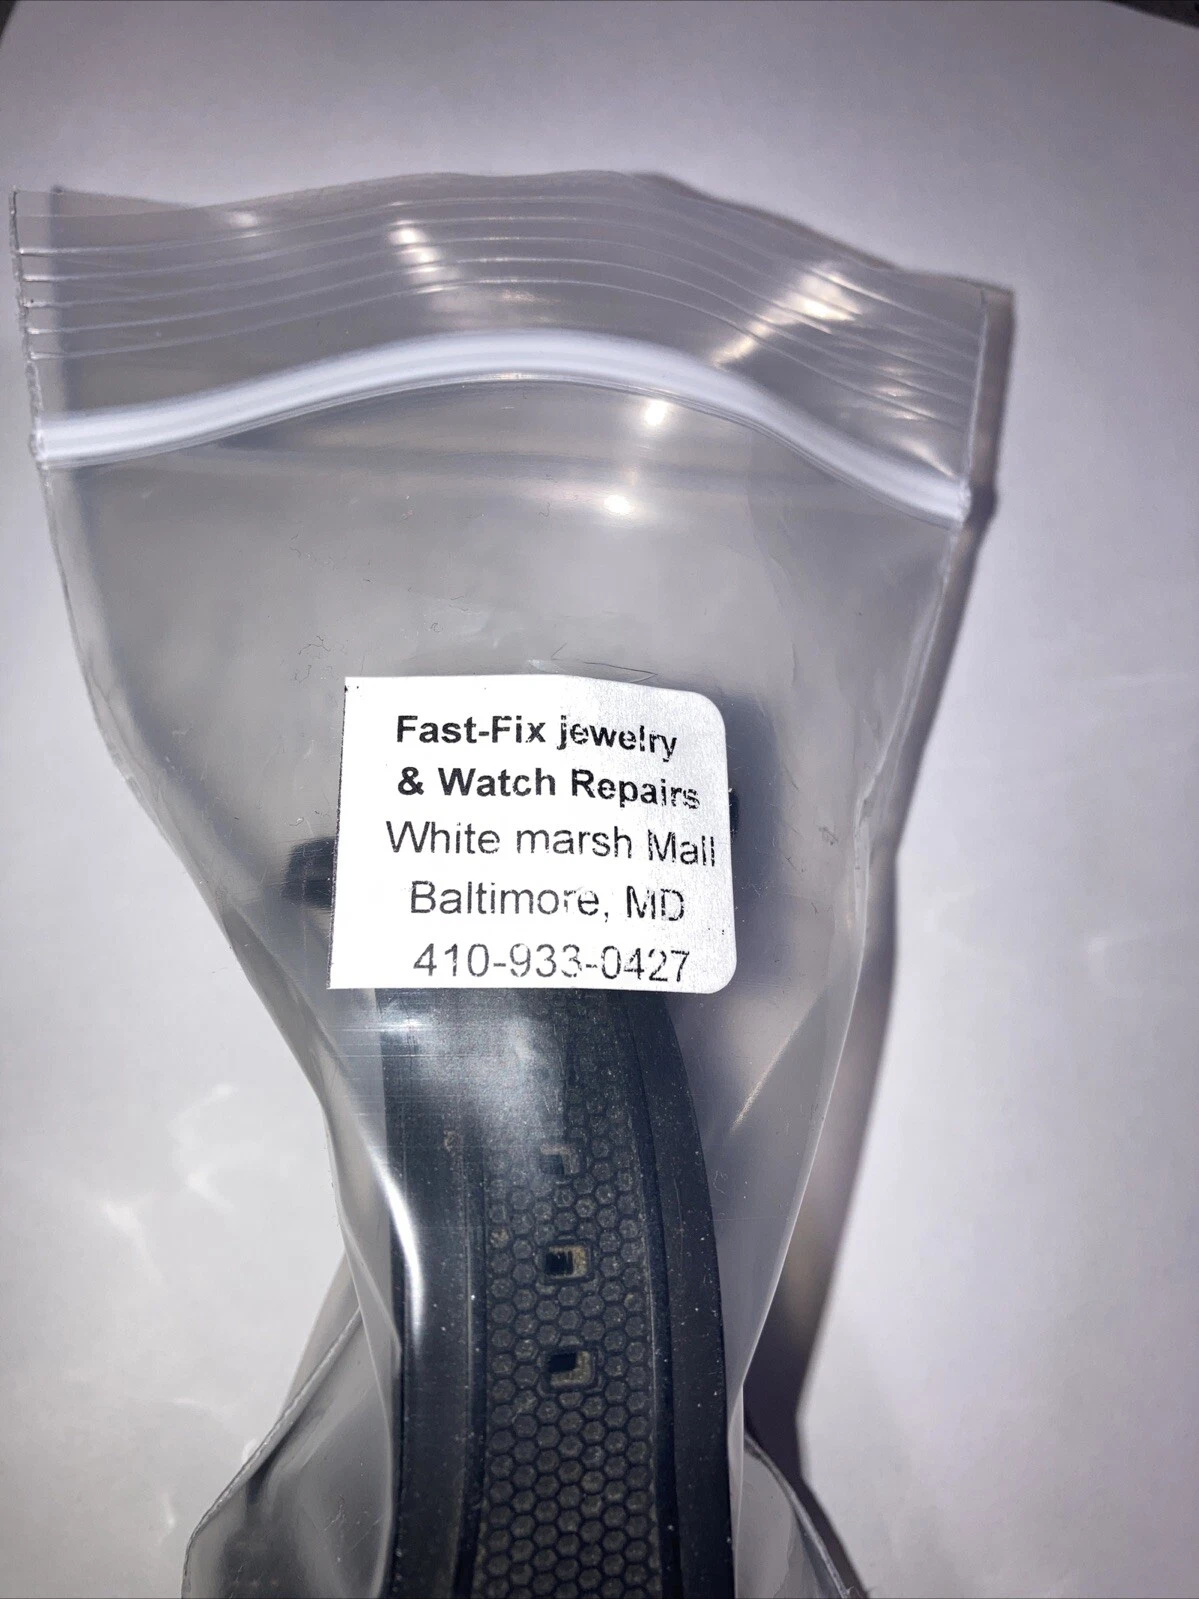 Fast-Fix jewelry
& Watch Repairs
White marsh Mall
Baltimore, MD
410-933-0427